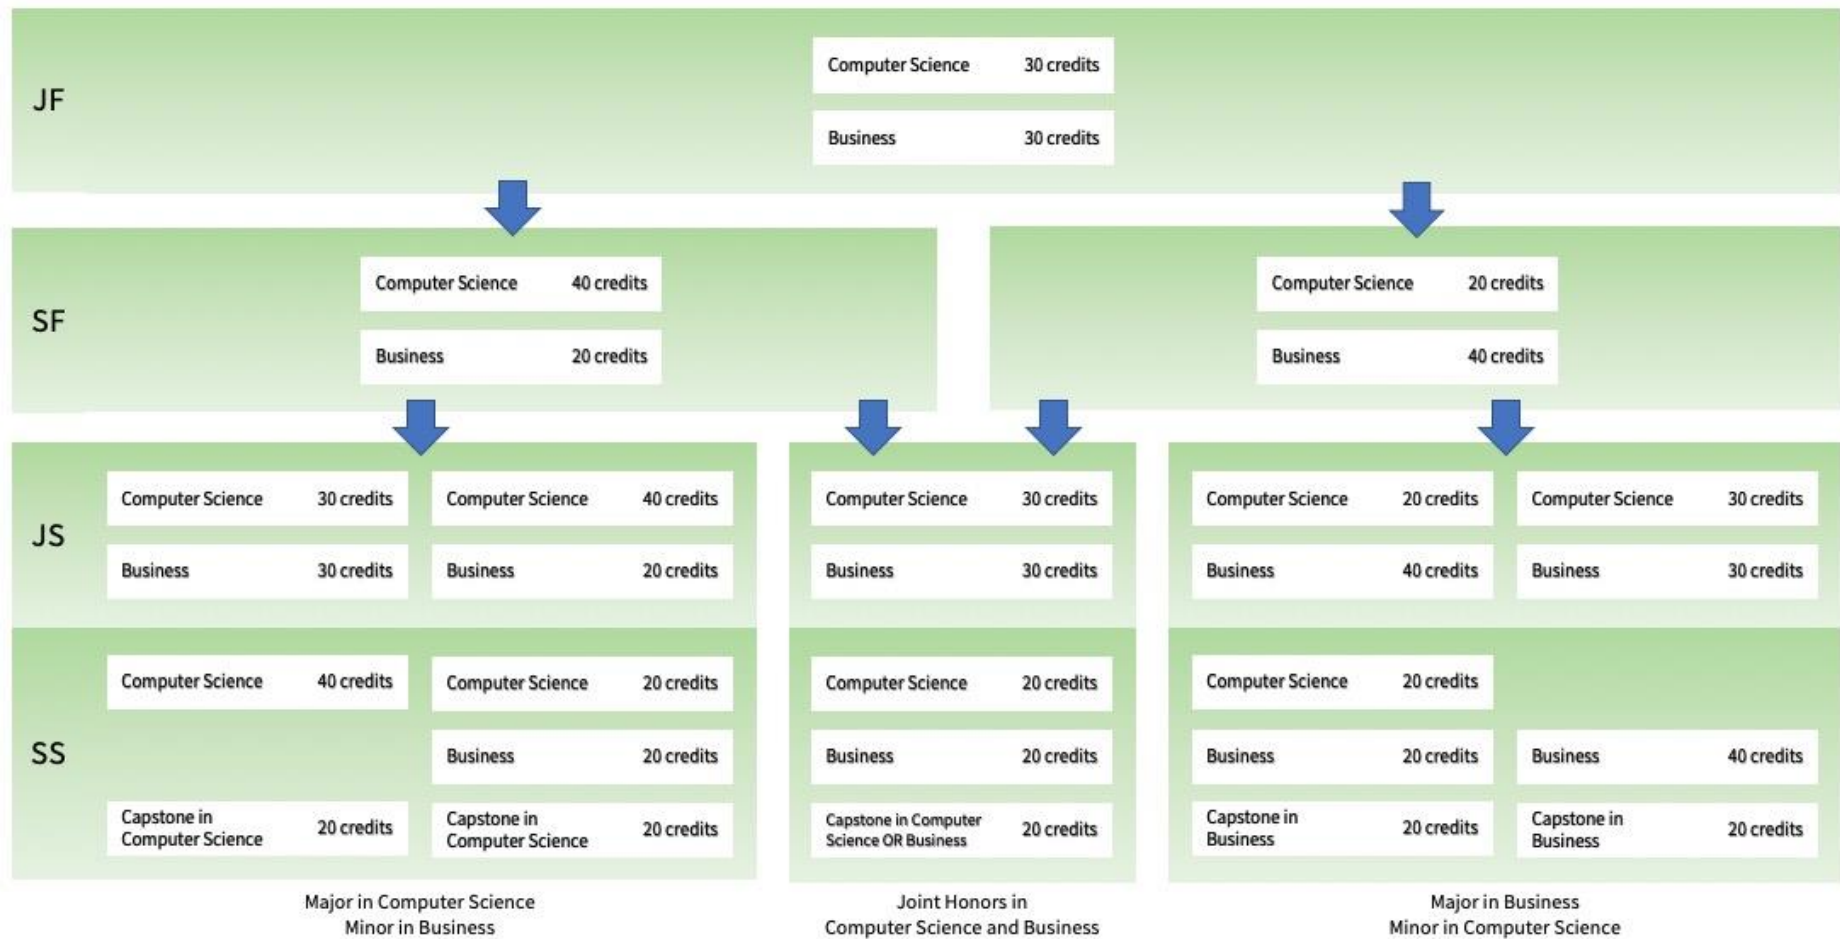 JF
Computer Science 30 credits
Business 30 credits
SF
Computer Science 40 credits
Business 20 credits
Computer Science 20 credits
Business 40 credits
JS
Computer Science 30 credits
Business 30 credits
Computer Science 40 credits
Business 20 credits
Computer Science 30 credits
Business 30 credits
Computer Science 20 credits
Business 40 credits
Computer Science 30 credits
Business 30 credits
SS
Computer Science 40 credits
Capstone in
Computer Science 20 credits
Computer Science 20 credits
Business 20 credits
Capstone in
Computer Science 20 credits
Computer Science 20 credits
Business 20 credits
Capstone in Computer
Science OR Business 20 credits
Computer Science 20 credits
Business 20 credits
Capstone in
Business 20 credits
Business 40 credits
Capstone in
Business 20 credits
Major in Computer Science
Minor in Business
Joint Honors in
Computer Science and Business
Major in Business
Minor in Computer Science